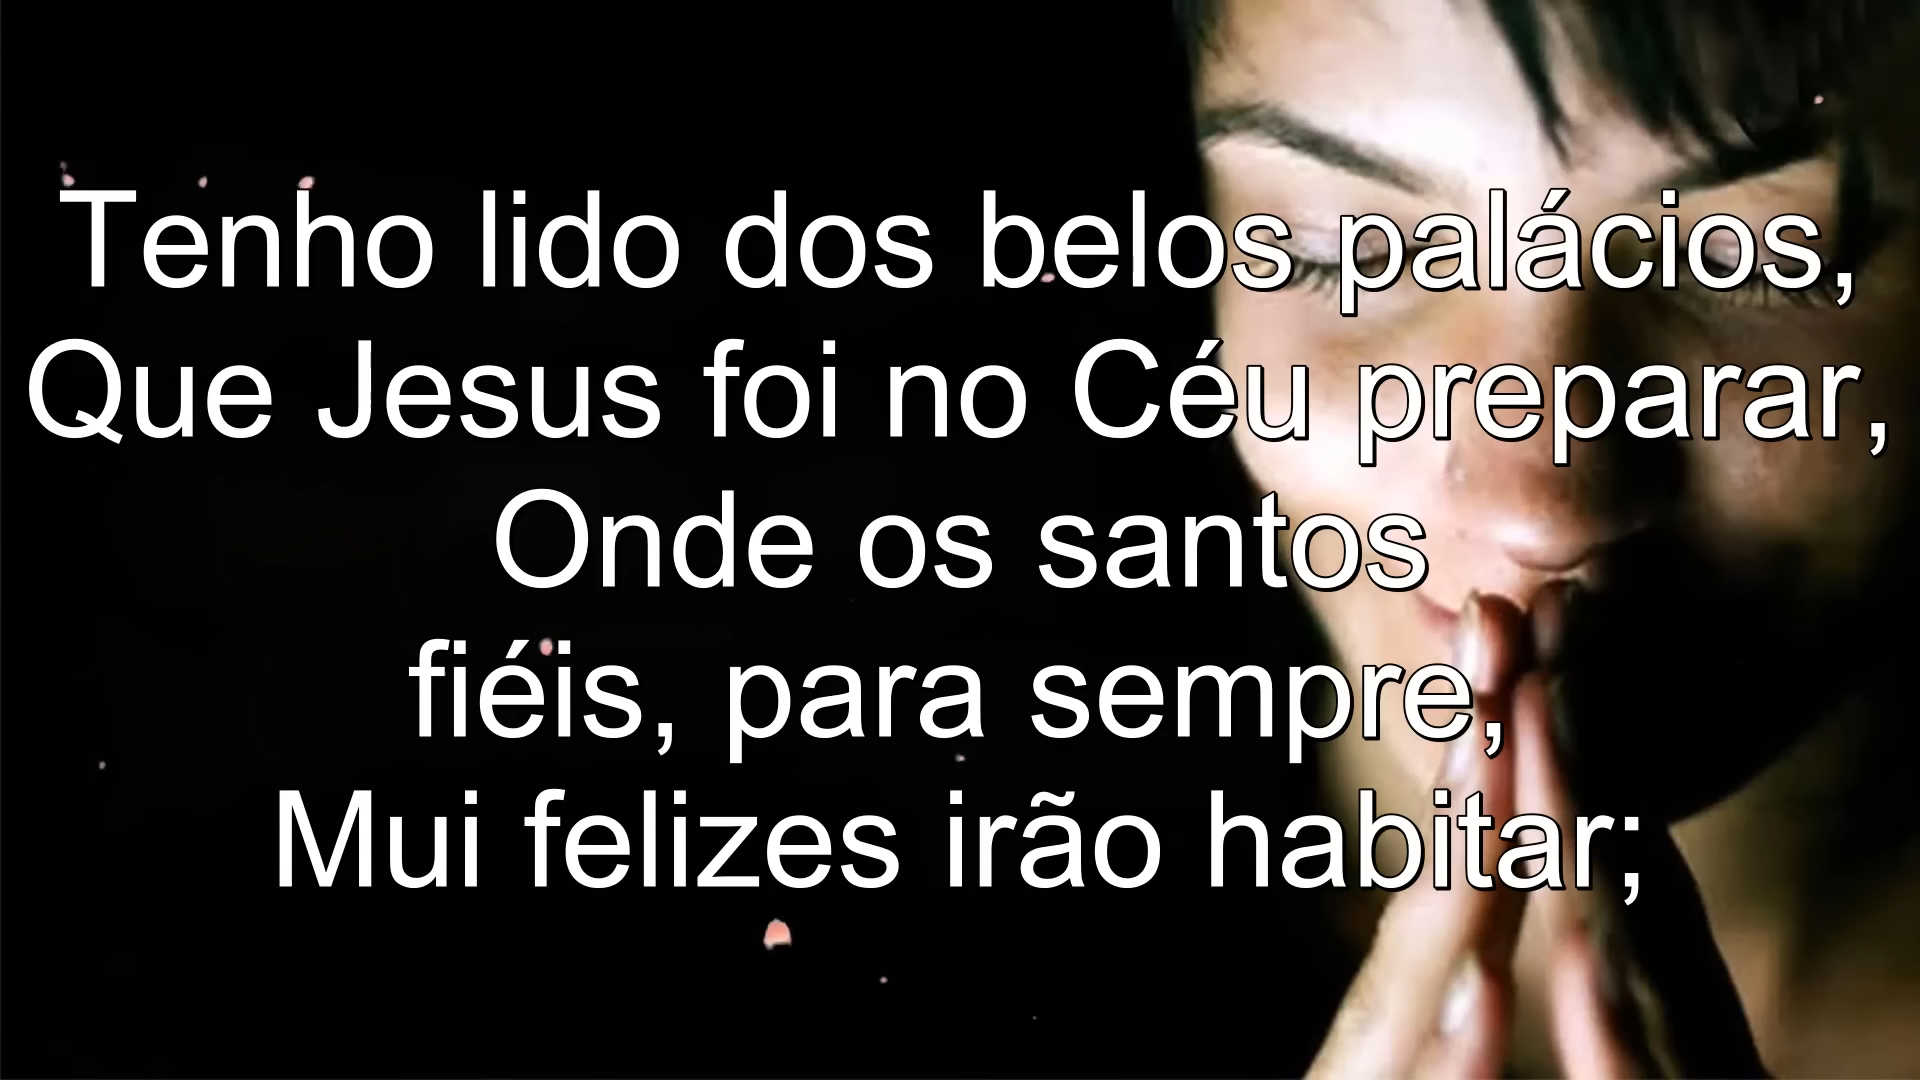 Tenho lido dos belos palácios,
Que Jesus foi no Céu preparar,
Onde os santos
fiéis, para sempre,
Mui felizes irão habitar;